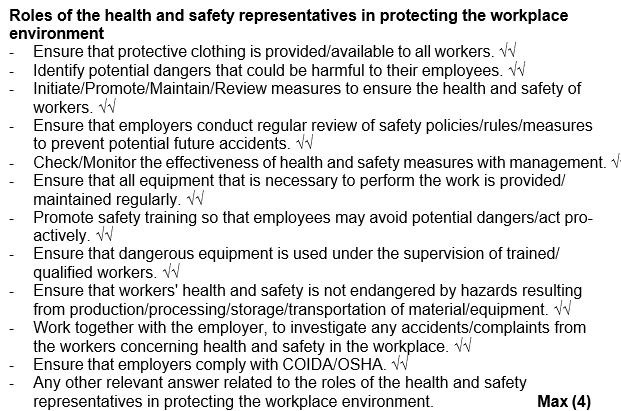 Roles of the health and safety representatives in protecting the workplace
environment
- Ensure that protective clothing is provided/available to all workers. √√
- Identify potential dangers that could be harmful to their employees. √√
- Initiate/Promote/Maintain/Review measures to ensure the health and safety of
workers. √√
- Ensure that employers conduct regular review of safety policies/rules/measures
to prevent potential future accidents. √√
- Check/Monitor the effectiveness of health and safety measures with management. √
- Ensure that all equipment that is necessary to perform the work is provided/
maintained regularly. √√
- Promote safety training so that employees may avoid potential dangers/act pro-
actively. √√
- Ensure that dangerous equipment is used under the supervision of trained/
qualified workers. √√
- Ensure that workers' health and safety is not endangered by hazards resulting
from production/processing/storage/transportation of material/equipment. √√
- Work together with the employer, to investigate any accidents/complaints from
the workers concerning health and safety in the workplace. √√
- Ensure that employers comply with COIDA/OSHA. √√
- Any other relevant answer related to the roles of the health and safety
representatives in protecting the workplace environment. Max (4)